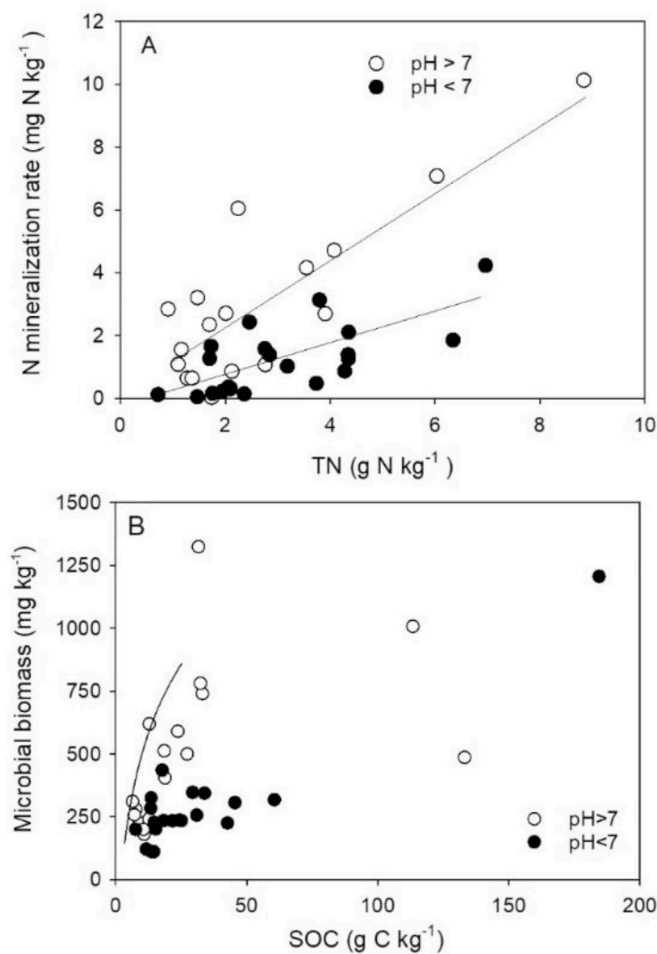 A
pH > 7
pH < 7
12
10
8
6
4
2
0
N mineralization rate (mg N kg⁻¹)
0 2 4 6 8 10
TN (g N kg⁻¹ )
B
1500
1250
1000
750
500
250
0
Microbial biomass (mg kg⁻¹)
pH>7
pH<7
0 50 100 150 200
SOC (g C kg⁻¹)